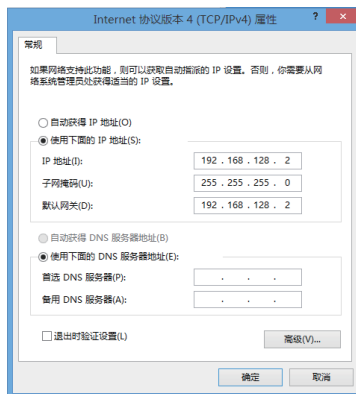 Internet 协议版本 4 (TCP/IPv4) 属性 ? ×
常规
如果网络支持此功能，则可以获取自动指派的 IP 设置。否则，你需要从网
络系统管理员处获得适当的 IP 设置。
自动获得 IP 地址(O)
使用下面的 IP 地址(S):
IP 地址(I): 192 . 168 . 128 . 2
子网掩码(U): 255 . 255 . 255 . 0
默认网关(D): 192 . 168 . 128 . 2
自动获得 DNS 服务器地址(B)
使用下面的 DNS 服务器地址(E):
首选 DNS 服务器(P): . . .
备用 DNS 服务器(A): . . .
退出时验证设置(L)
高级(V)...
确定 取消